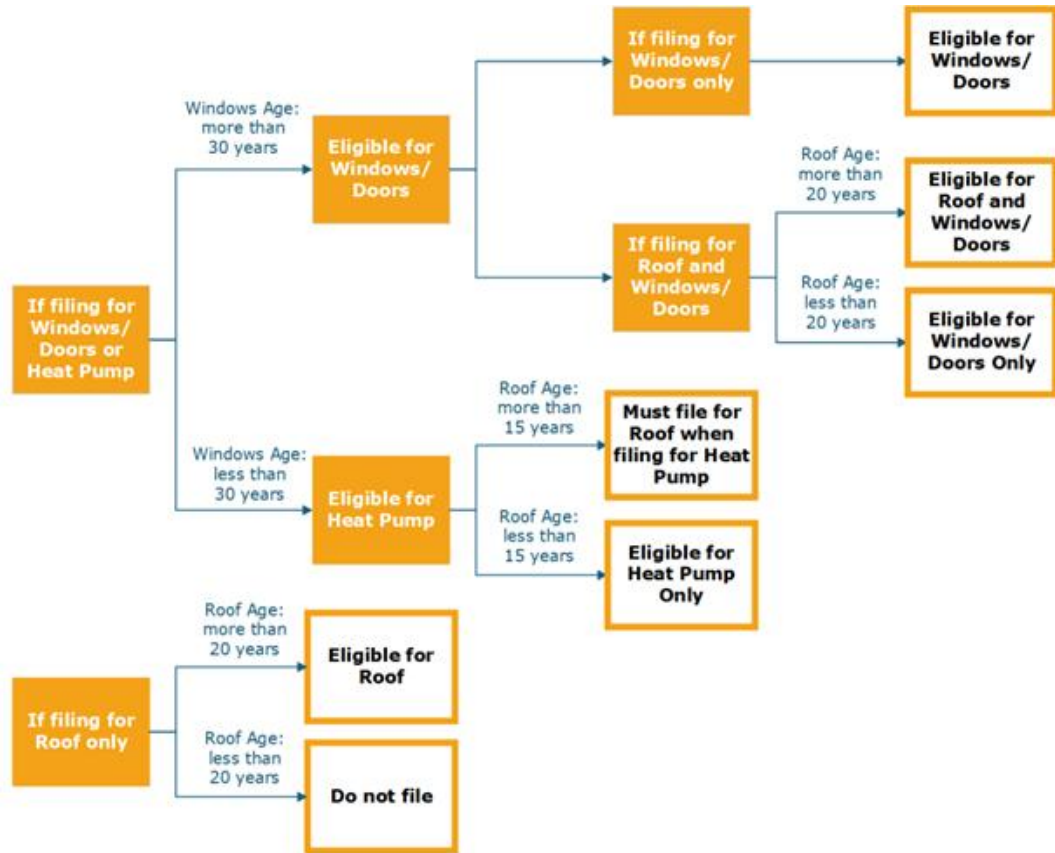 If filing for
Windows/
Doors or
Heat Pump
Windows Age:
more than
30 years
Eligible for
Windows/
Doors
If filing for
Windows/
Doors only
Eligible for
Windows/
Doors
If filing for
Roof and
Windows/
Doors
Roof Age:
more than
20 years
Eligible for
Roof and
Windows/
Doors
Roof Age:
less than
20 years
Eligible for
Windows/
Doors Only
Windows Age:
less than
30 years
Eligible for
Heat Pump
Roof Age:
more than
15 years
Must file for
Roof when
filing for Heat
Pump
Roof Age:
less than
15 years
Eligible for
Heat Pump
Only
If filing for
Roof only
Roof Age:
more than
20 years
Eligible for
Roof
Roof Age:
less than
20 years
Do not file